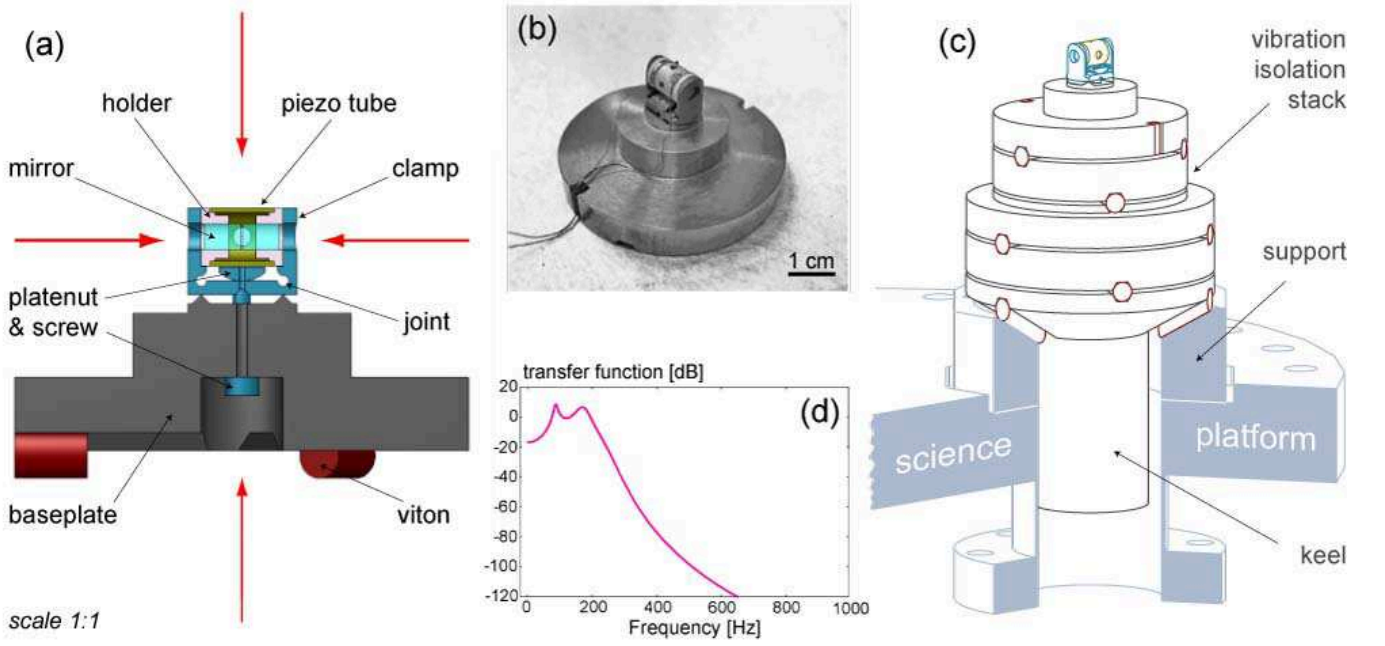 (a)
holder
piezo tube
mirror
clamp
platenut
& screw
joint
baseplate
viton
scale 1:1
(b)
1 cm
transfer function [dB]
(d)
20
0
-20
-40
-60
-80
-100
-120
0
200
400
600
800
1000
Frequency [Hz]
(c)
vibration
isolation
stack
support
science
platform
keel